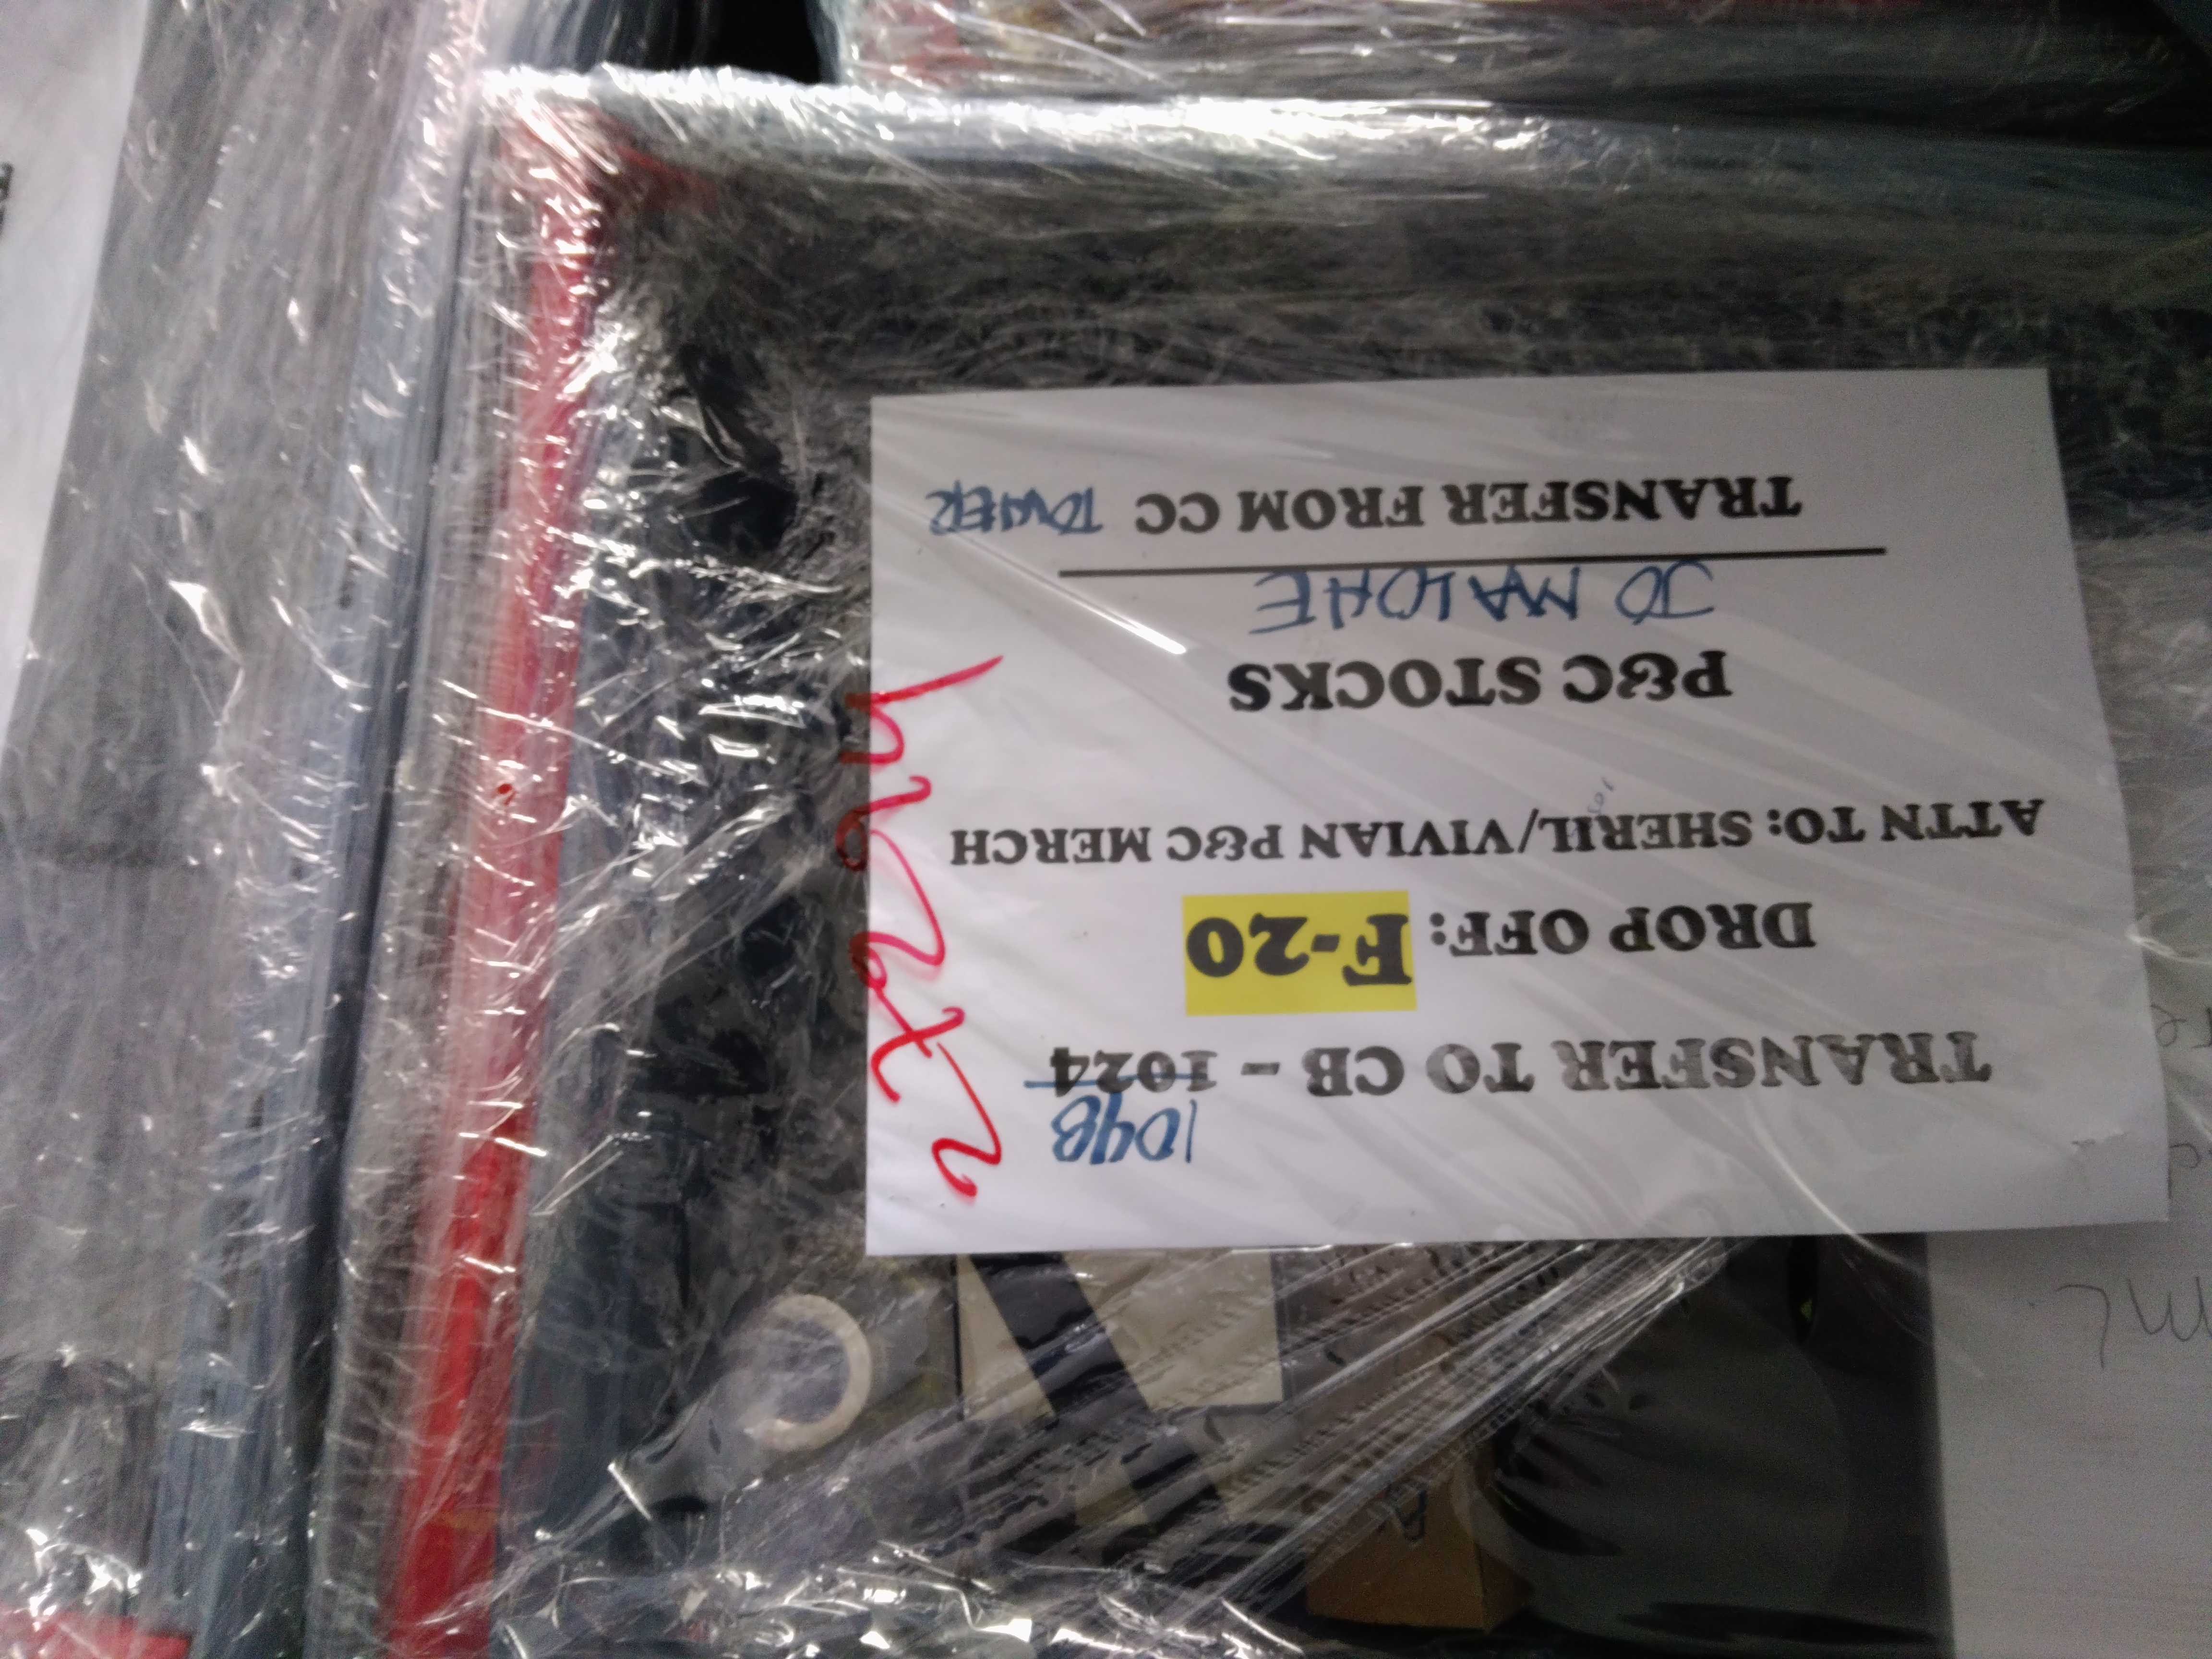 1048
TRANSFER TO CB - 1024
DROP OFF: F-20
ATTN TO: SHERIL/VIVIAN P&C MERCH
P&C STOCKS
JO MALONE
TRANSFER FROM CC TOWER